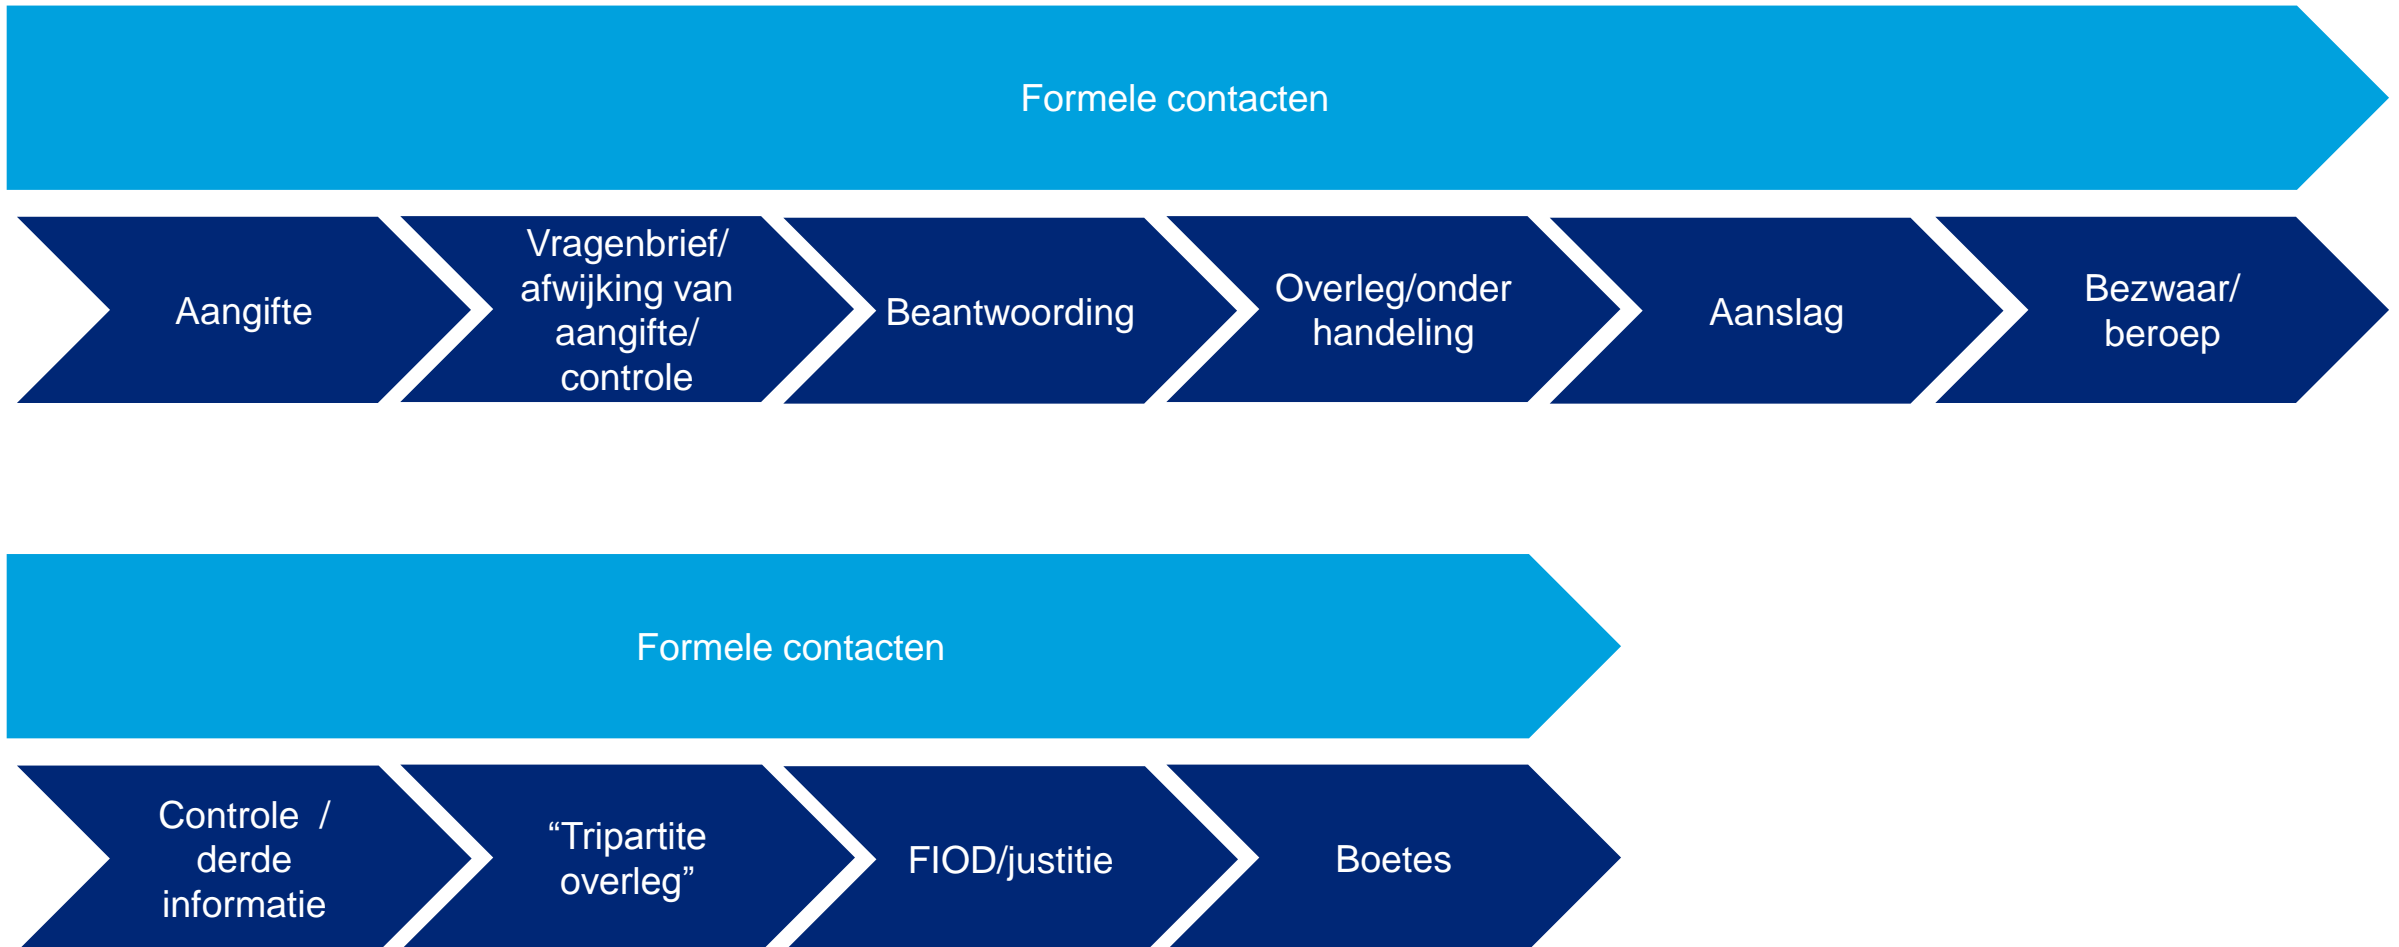 Formele contacten
Aangifte
Vragenbrief/
afwijking van
aangifte/
controle
Beantwoording
Overleg/onder
handeling
Aanslag
Bezwaar/
beroep
Formele contacten
Controle /
derde
informatie
“Tripartite
overleg”
FIOD/justitie
Boetes